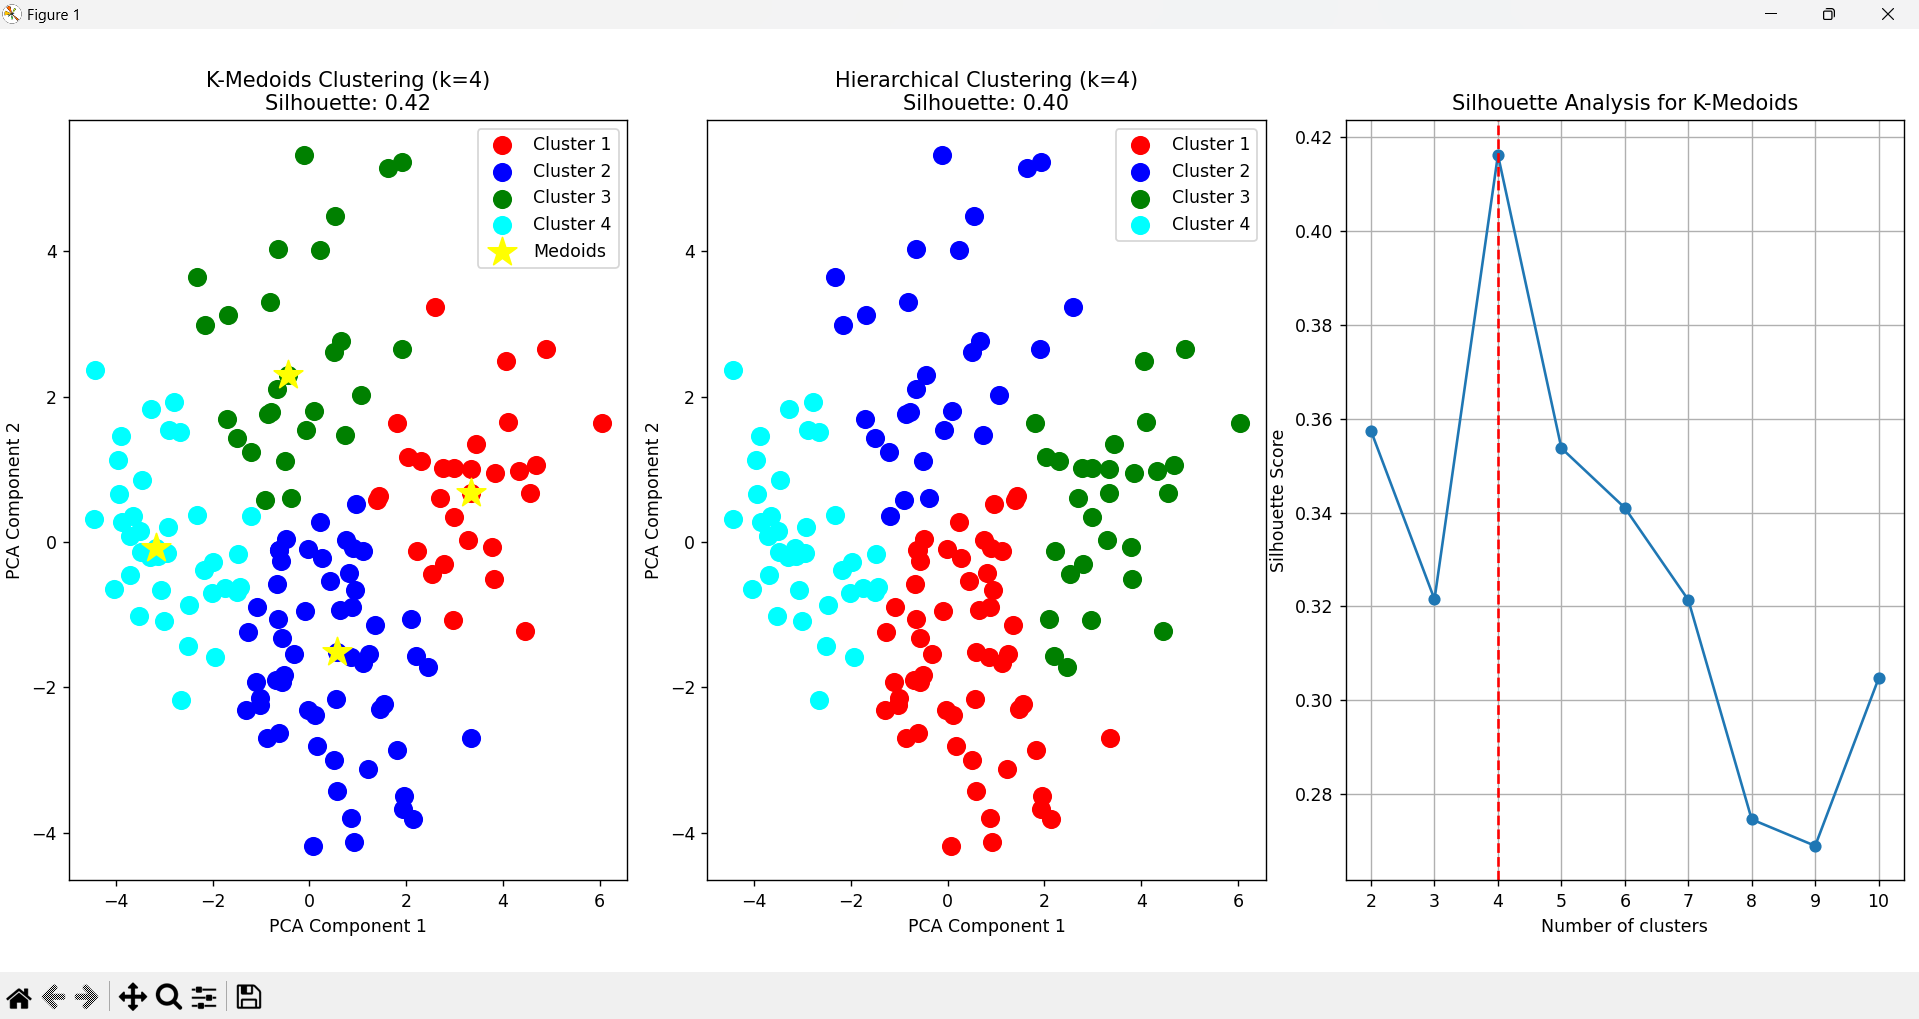 Figure 1
K-Medoids Clustering (k=4)
Silhouette: 0.42
Cluster 1
Cluster 2
Cluster 3
Cluster 4
Medoids
PCA Component 2
4
2
0
−2
−4
−4
−2
0
2
4
6
PCA Component 1
Hierarchical Clustering (k=4)
Silhouette: 0.40
Cluster 1
Cluster 2
Cluster 3
Cluster 4
PCA Component 2
4
2
0
−2
−4
−4
−2
0
2
4
6
PCA Component 1
Silhouette Analysis for K-Medoids
Silhouette Score
0.42
0.40
0.38
0.36
0.34
0.32
0.30
0.28
2
3
4
5
6
7
8
9
10
Number of clusters